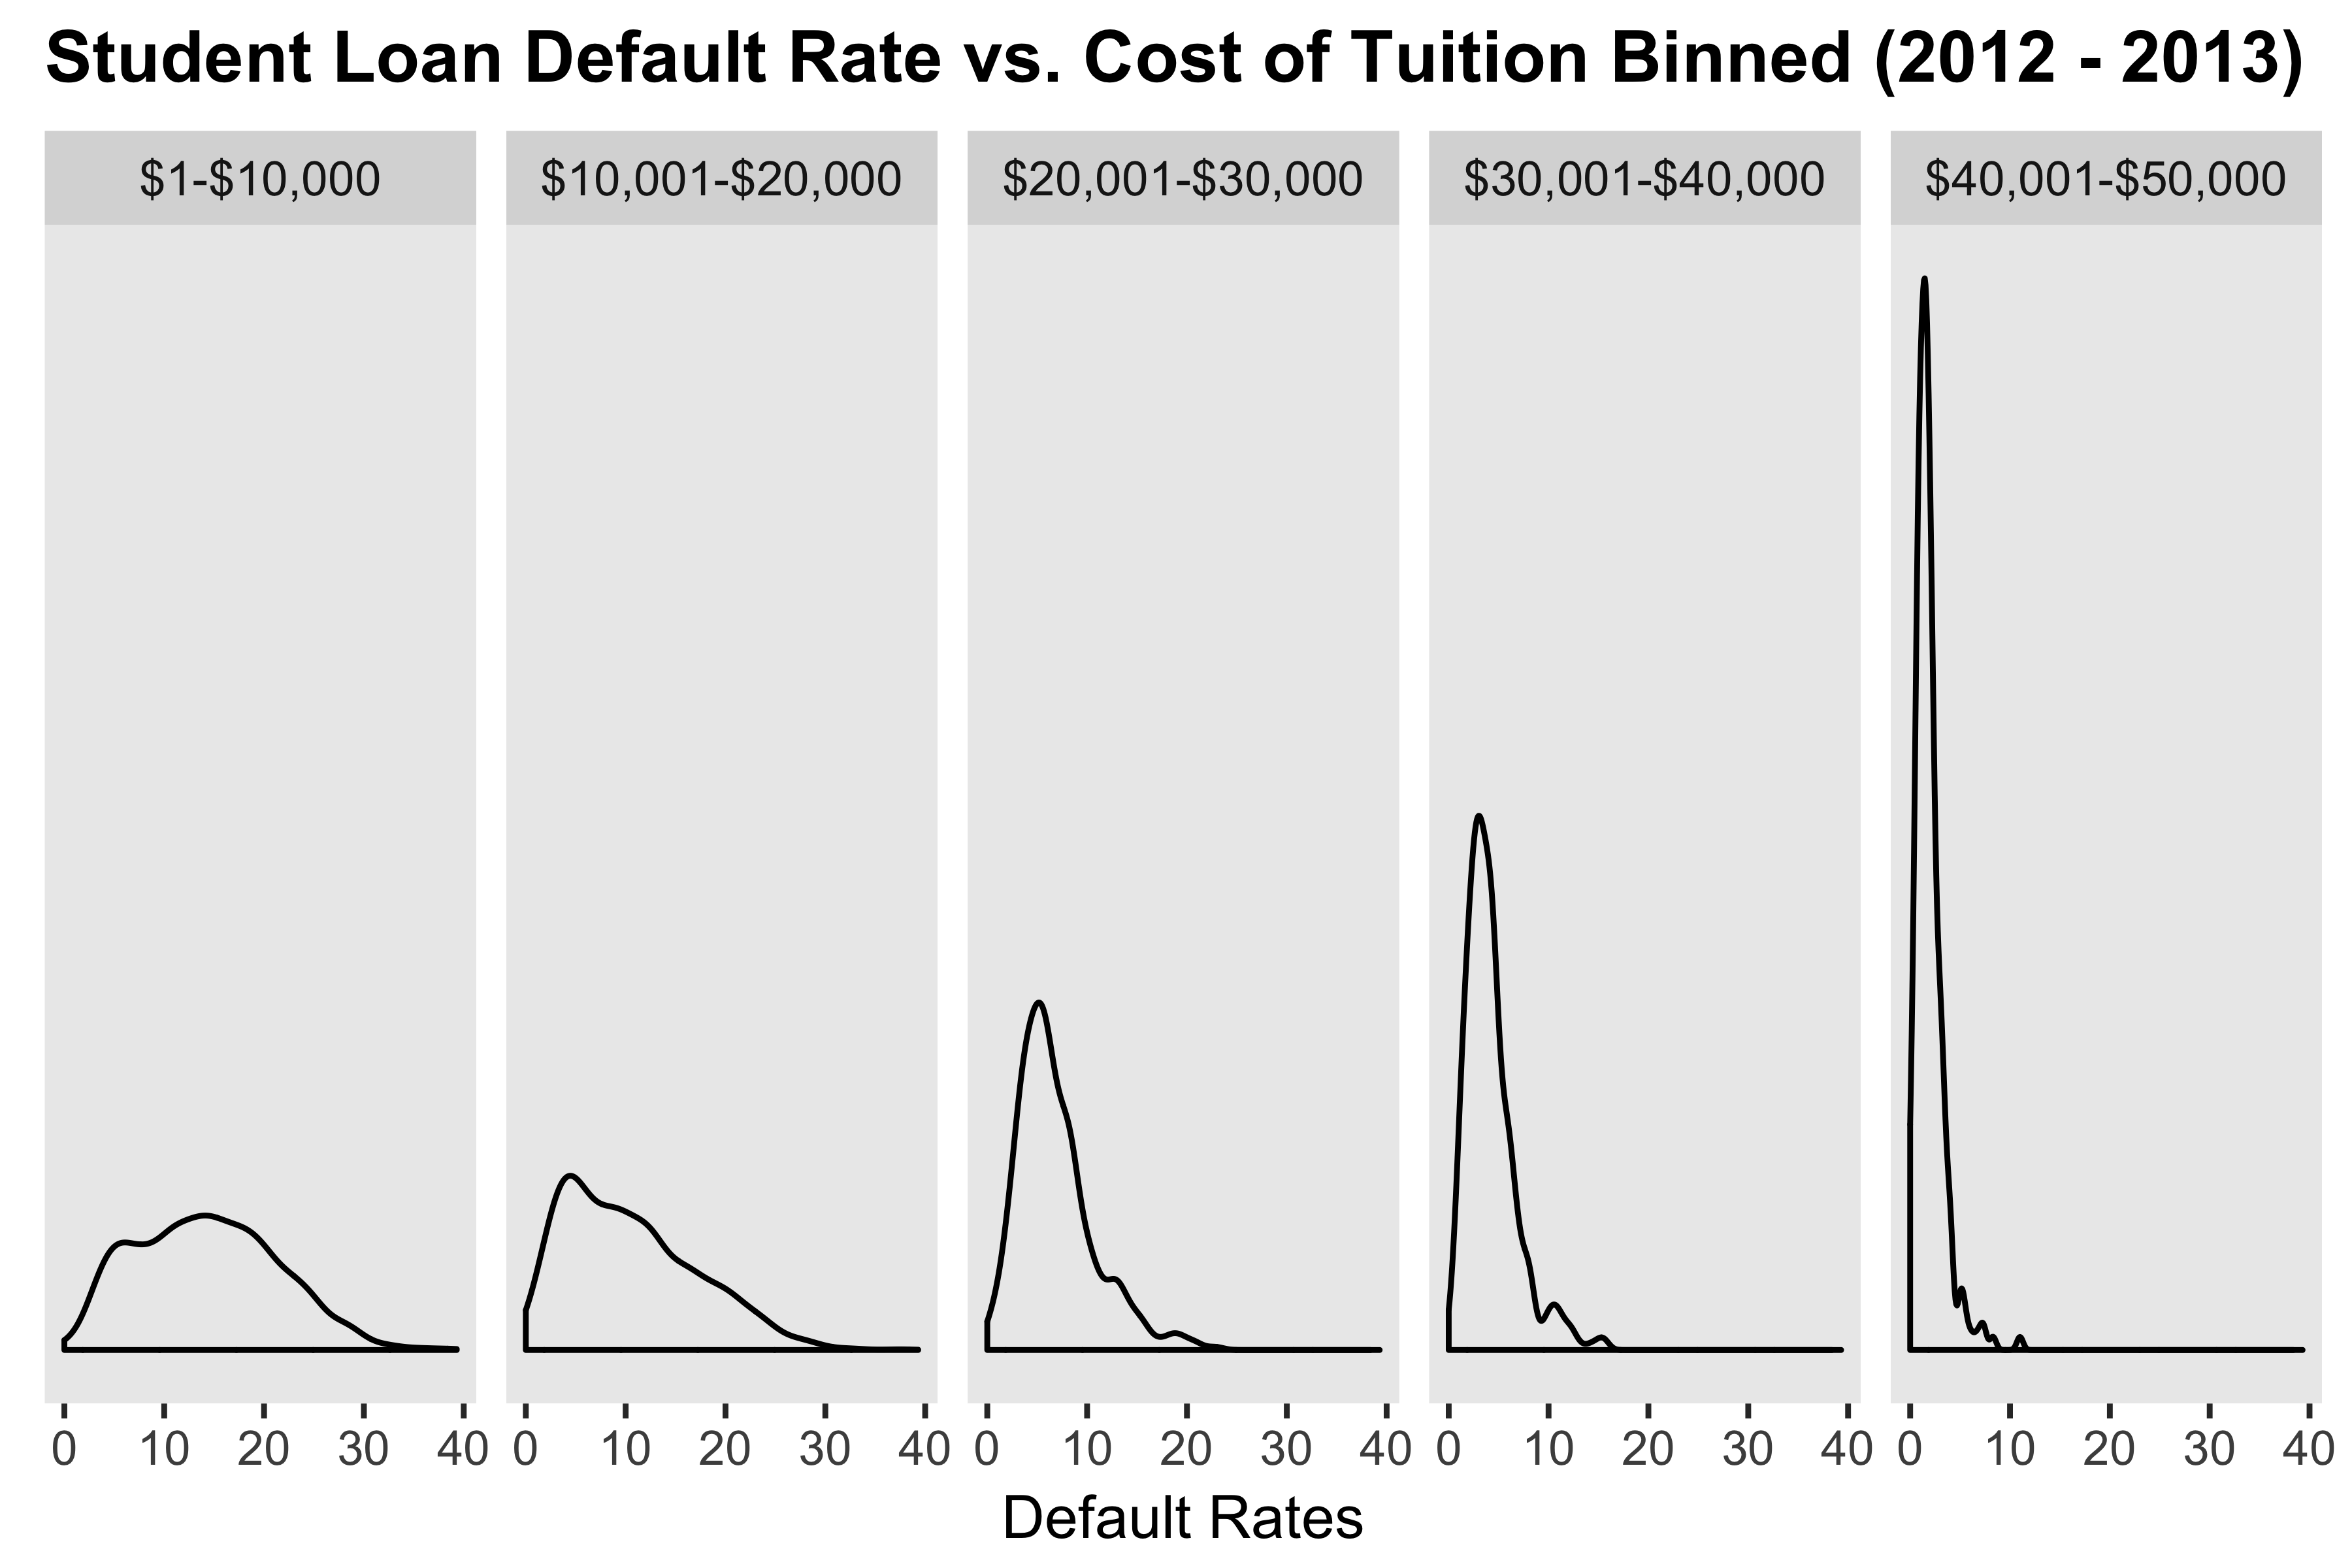 Student Loan Default Rate vs. Cost of Tuition Binned (2012 - 2013)
$1-$10,000 $10,001-$20,000 $20,001-$30,000 $30,001-$40,000 $40,001-$50,000
0 10 20 30 40 0 10 20 30 40 0 10 20 30 40 0 10 20 30 40 0 10 20 30 40
Default Rates